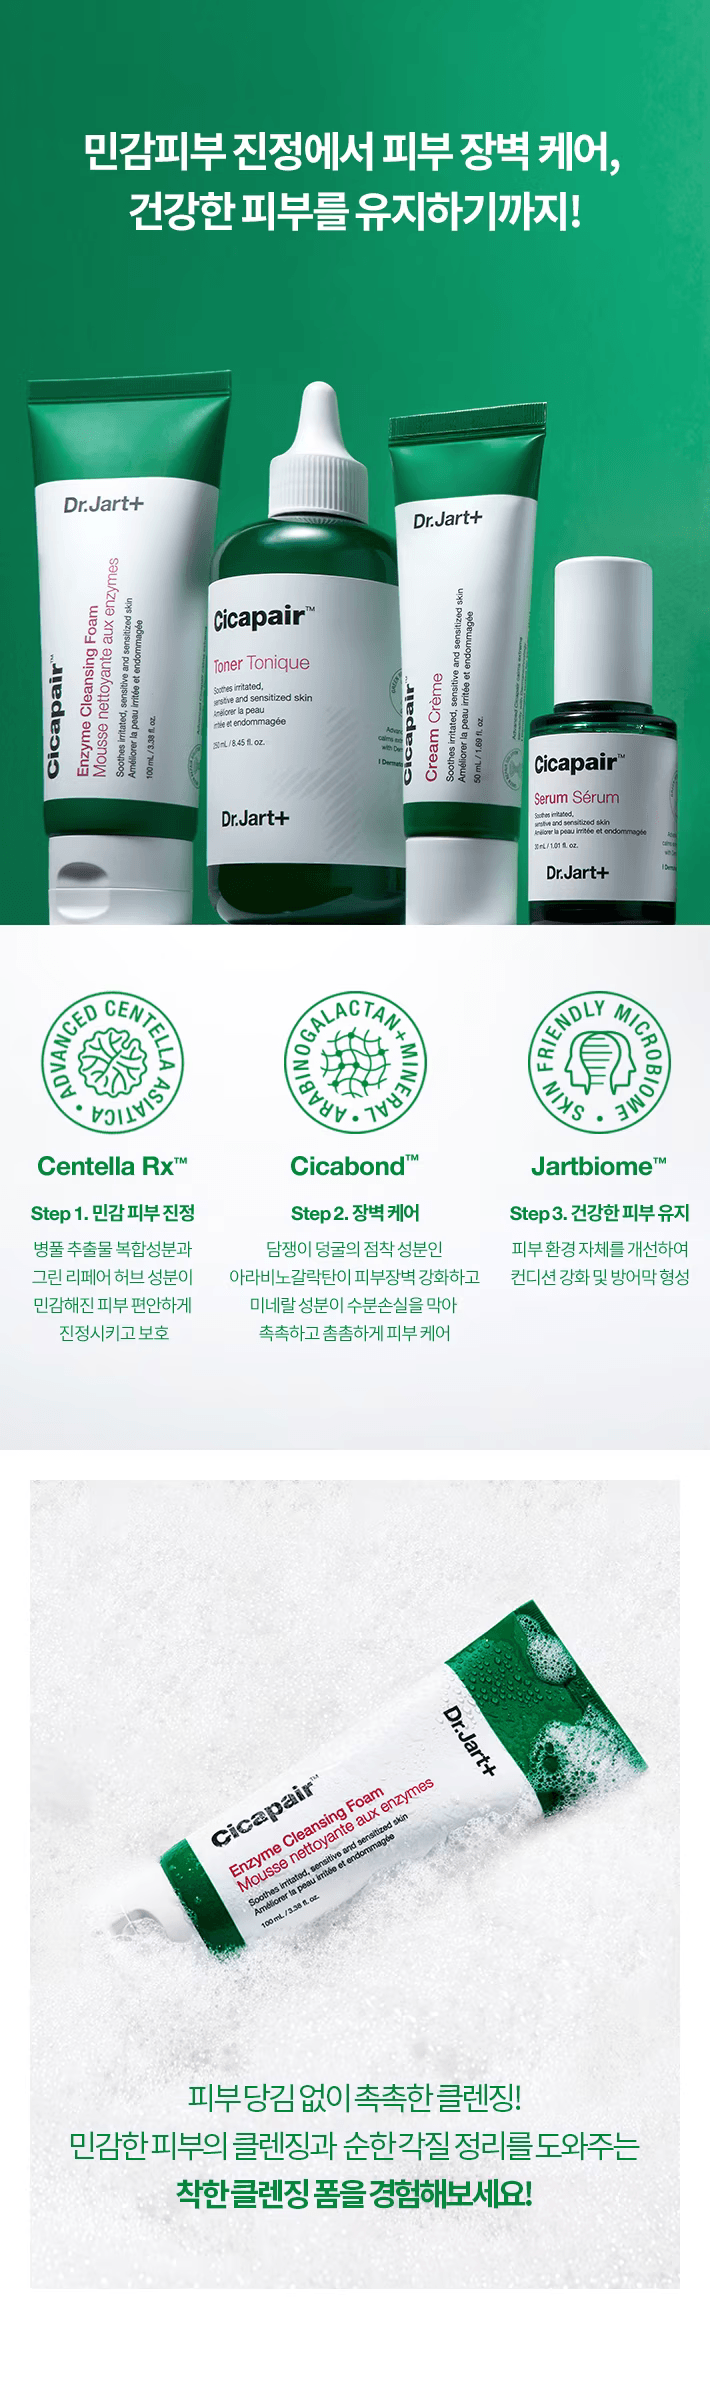 민감피부 진정에서 피부 장벽 케어,
건강한 피부를 유지하기까지!
Dr.Jart+
Cicapair™
Enzyme Cleansing Foam
Mousse nettoyante aux enzymes
Soothes irritated, sensitive and sensitized skin
Améliorer la peau irritée et endommagée
100 mL / 3.38 fl. oz.
Cicapair™
Toner Tonique
Soothes irritated,
sensitive and sensitized skin
Améliorer la peau
irritée et endommagée
250 mL / 8.45 fl. oz.
Dr.Jart+
Dr.Jart+
Cicapair™
Cream Crème
Soothes irritated, sensitive and sensitized skin
Améliorer la peau irritée et endommagée
50 mL / 1.69 fl. oz.
Cicapair™
Serum Sérum
Soothes irritated,
sensitive and sensitized skin
Améliorer la peau irritée et endommagée
30 mL / 1.01 fl. oz.
Dr.Jart+
ADVANCED CENTELLA ASIATICA •
ARABINOGALACTAN + MINERAL •
SKIN FRIENDLY MICROBIOME •
Centella Rx™
Step 1. 민감 피부 진정
병풀 추출물 복합성분과
그린 리페어 허브 성분이
민감해진 피부 편안하게
진정시키고 보호
Cicabond™
Step 2. 장벽 케어
담쟁이 덩굴의 점착 성분인
아라비노갈락탄이 피부장벽 강화하고
미네랄 성분이 수분손실을 막아
촉촉하고 촘촘하게 피부 케어
Jartbiome™
Step 3. 건강한 피부 유지
피부 환경 자체를 개선하여
컨디션 강화 및 방어막 형성
Dr.Jart+
Cicapair™
Enzyme Cleansing Foam
Mousse nettoyante aux enzymes
Soothes irritated, sensitive and sensitized skin
Améliorer la peau irritée et endommagée
100 mL / 3.38 fl. oz.
피부 당김 없이 촉촉한 클렌징!
민감한 피부의 클렌징과 순한 각질 정리를 도와주는
착한 클렌징 폼을 경험해보세요!